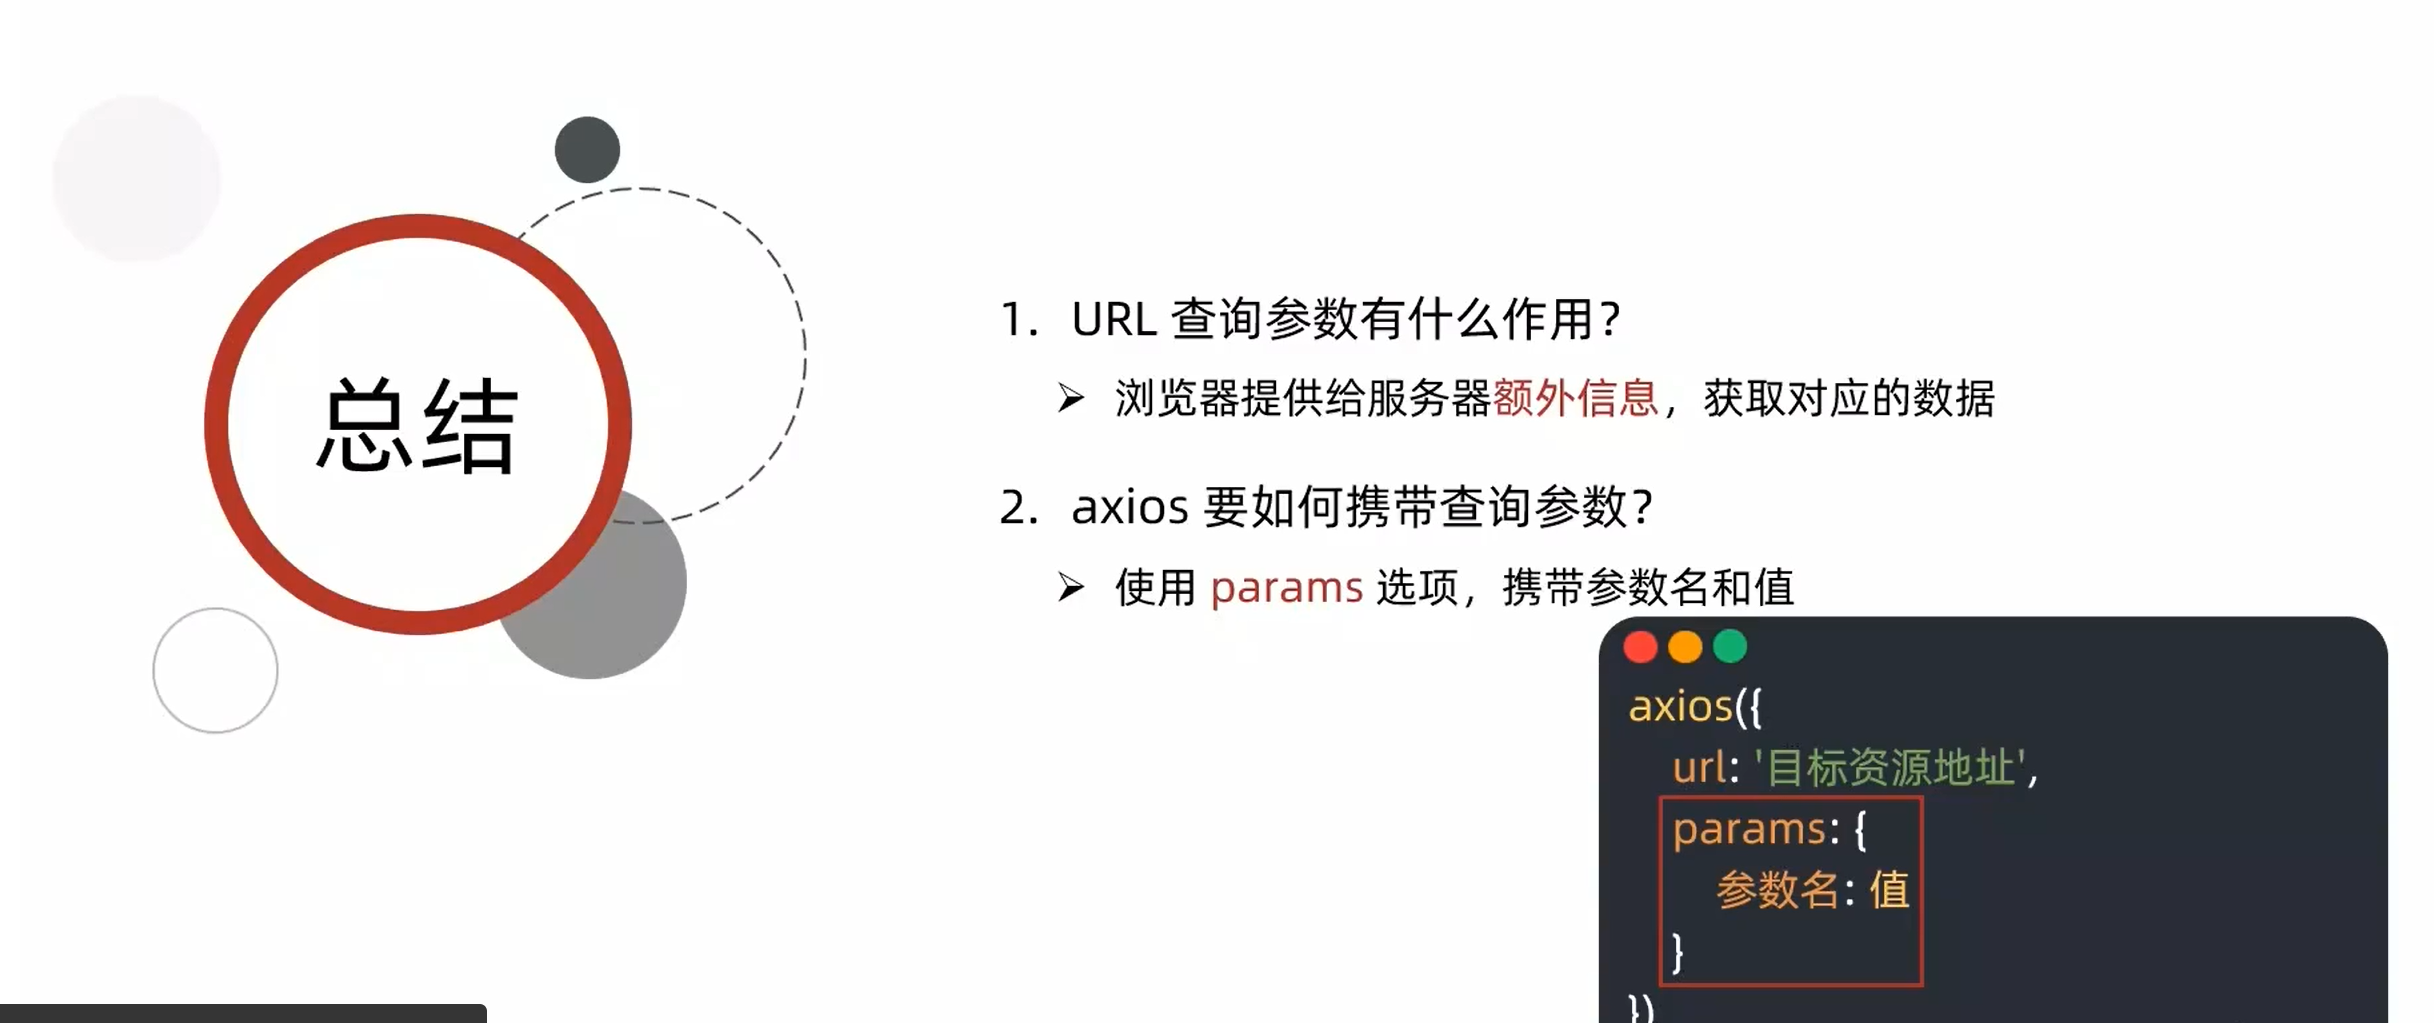 总结
1. URL 查询参数有什么作用？
➢ 浏览器提供给服务器额外信息，获取对应的数据
2. axios 要如何携带查询参数？
➢ 使用 params 选项，携带参数名和值
axios({
url: '目标资源地址',
params: {
参数名: 值
}
})